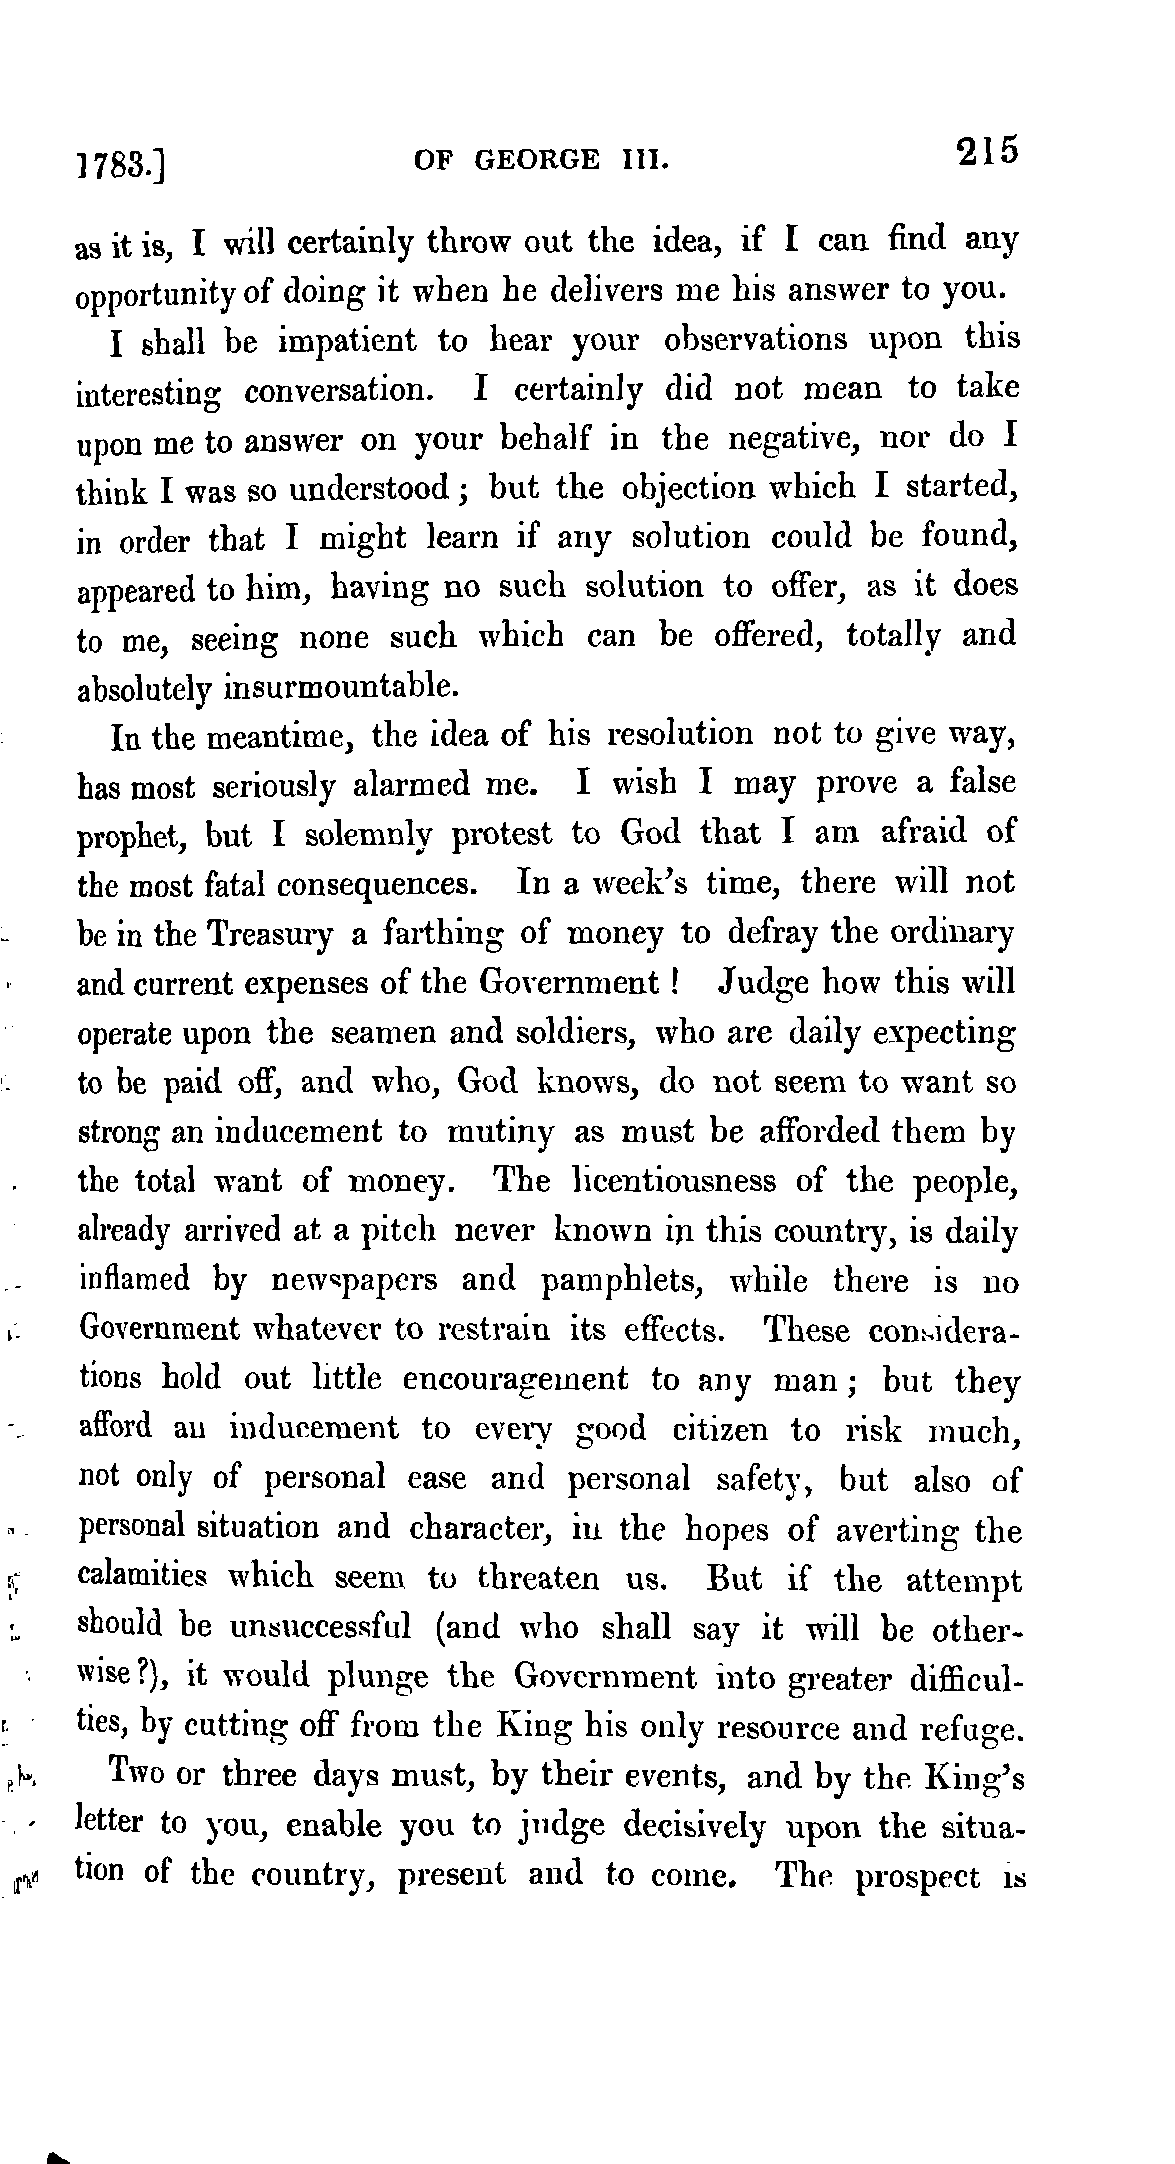 1783.] OF GEORGE III. 215
as it is, I will certainly throw out the idea, if I can find any
opportunity of doing it when he delivers me his answer to you.
I shall be impatient to hear your observations upon this
interesting conversation. I certainly did not mean to take
upon me to answer on your behalf in the negative, nor do I
think I was so understood ; but the objection which I started,
in order that I might learn if any solution could be found,
appeared to him, having no such solution to offer, as it does
to me, seeing none such which can be offered, totally and
absolutely insurmountable.
In the meantime, the idea of his resolution not to give way,
has most seriously alarmed me. I wish I may prove a false
prophet, but I solemnly protest to God that I am afraid of
the most fatal consequences. In a week's time, there will not
be in the Treasury a farthing of money to defray the ordinary
and current expenses of the Government ! Judge how this will
operate upon the seamen and soldiers, who are daily expecting
to be paid off, and who, God knows, do not seem to want so
strong an inducement to mutiny as must be afforded them by
the total want of money. The licentiousness of the people,
already arrived at a pitch never known in this country, is daily
inflamed by newspapers and pamphlets, while there is no
Government whatever to restrain its effects. These considera-
tions hold out little encouragement to any man ; but they
afford an inducement to every good citizen to risk much,
not only of personal ease and personal safety, but also of
personal situation and character, in the hopes of averting the
calamities which seem to threaten us. But if the attempt
should be unsuccessful (and who shall say it will be other-
wise ?), it would plunge the Government into greater difficul-
ties, by cutting off from the King his only resource and refuge.
Two or three days must, by their events, and by the King's
letter to you, enable you to judge decisively upon the situa-
tion of the country, present and to come. The prospect is